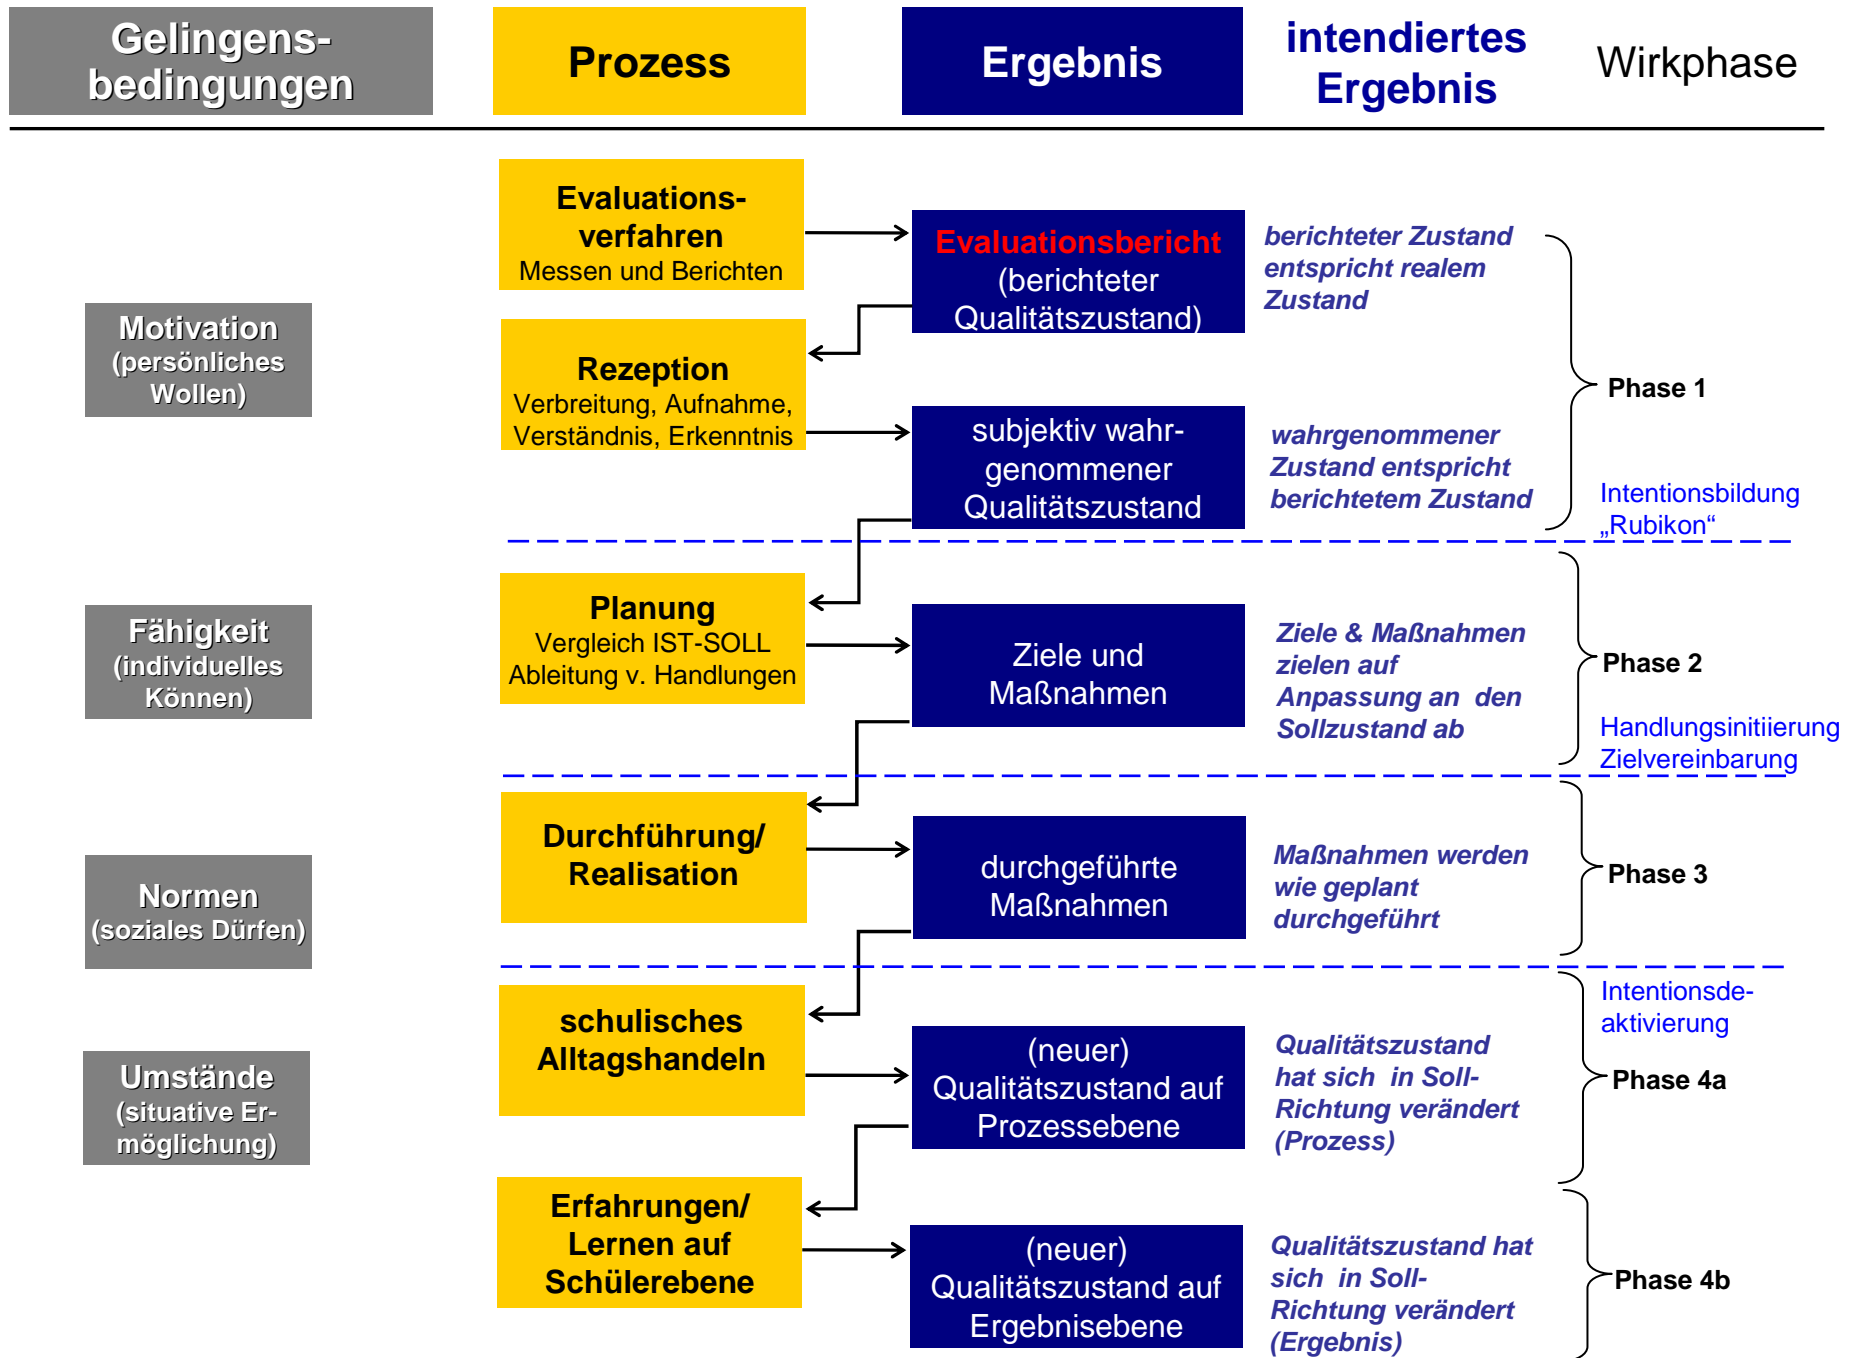 Gelingens-
bedingungen
Prozess
Ergebnis
intendiertes
Ergebnis
Wirkphase
Evaluations-
verfahren
Messen und Berichten
Evaluationsbericht
(berichteter
Qualitätszustand)
berichteter Zustand
entspricht realem
Zustand
Motivation
(persönliches
Wollen)
Rezeption
Verbreitung, Aufnahme,
Verständnis, Erkenntnis
subjektiv wahr-
genommener
Qualitätszustand
wahrgenommener
Zustand entspricht
berichtetem Zustand
Phase 1
Intentionsbildung
„Rubikon“
Fähigkeit
(individuelles
Können)
Planung
Vergleich IST-SOLL
Ableitung v. Handlungen
Ziele und
Maßnahmen
Ziele & Maßnahmen
zielen auf
Anpassung an  den
Sollzustand ab
Phase 2
Handlungsinitiierung
Zielvereinbarung
Normen
(soziales Dürfen)
Durchführung/
Realisation
durchgeführte
Maßnahmen
Maßnahmen werden
wie geplant
durchgeführt
Phase 3
Intentionsde-
aktivierung
Umstände
(situative Er-
möglichung)
schulisches
Alltagshandeln
(neuer)
Qualitätszustand auf
Prozessebene
Qualitätszustand
hat sich  in Soll-
Richtung verändert
(Prozess)
Phase 4a
Erfahrungen/
Lernen auf
Schülerebene
(neuer)
Qualitätszustand auf
Ergebnisebene
Qualitätszustand hat
sich  in Soll-
Richtung verändert
(Ergebnis)
Phase 4b